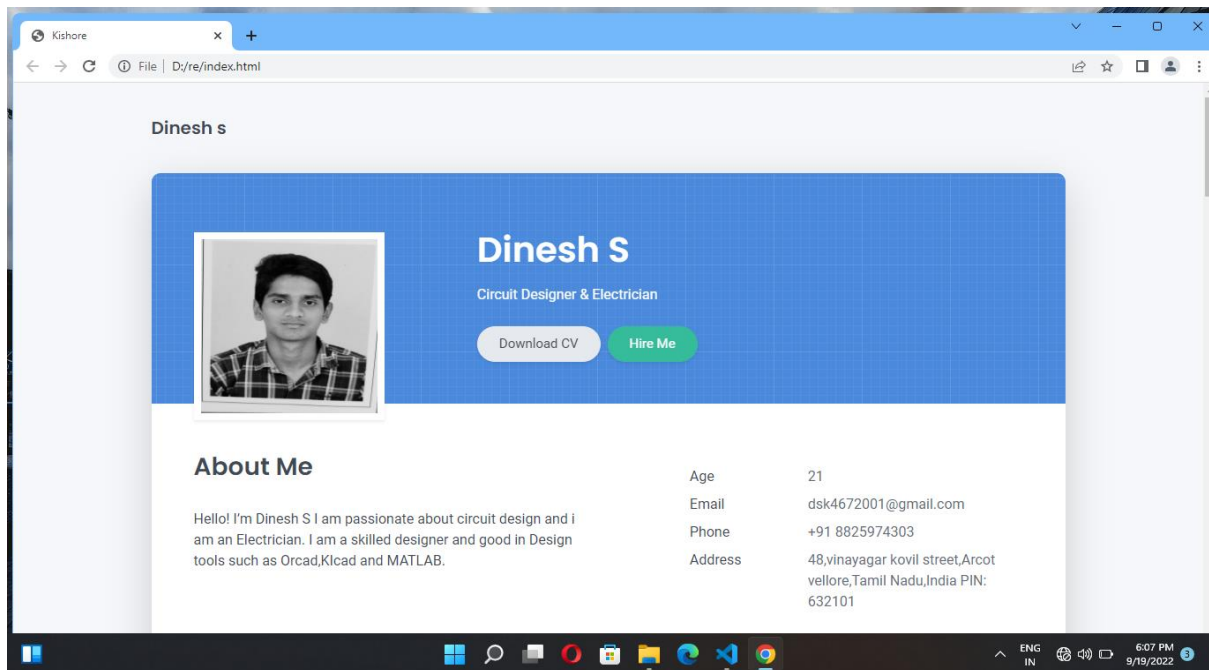 Kishore
File | D:/re/index.html
Dinesh s
Dinesh S
Circuit Designer & Electrician
Download CV Hire Me
About Me
Hello! I’m Dinesh S I am passionate about circuit design and i
am an Electrician. I am a skilled designer and good in Design
tools such as Orcad,KIcad and MATLAB.
Age 21
Email dsk4672001@gmail.com
Phone +91 8825974303
Address 48,vinayagar kovil street,Arcot
vellore,Tamil Nadu,India PIN:
632101
ENG
IN
6:07 PM
9/19/2022
3